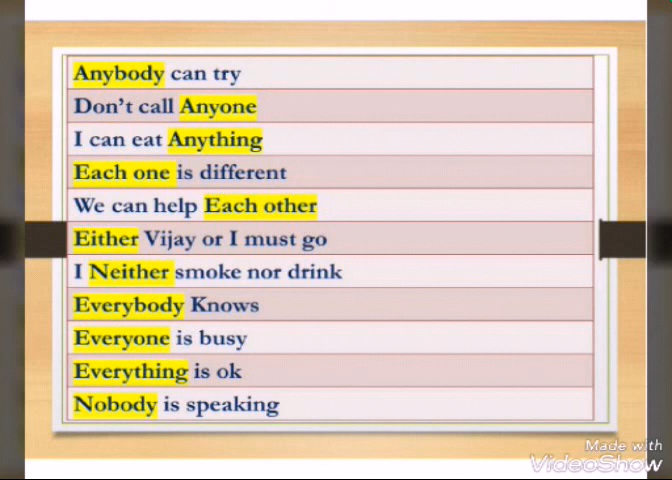 Anybody can try
Don't call Anyone
I can eat Anything
Each one is different
We can help Each other
Either Vijay or I must go
I Neither smoke nor drink
Everybody Knows
Everyone is busy
Everything is ok
Nobody is speaking
Made with
VideoShow